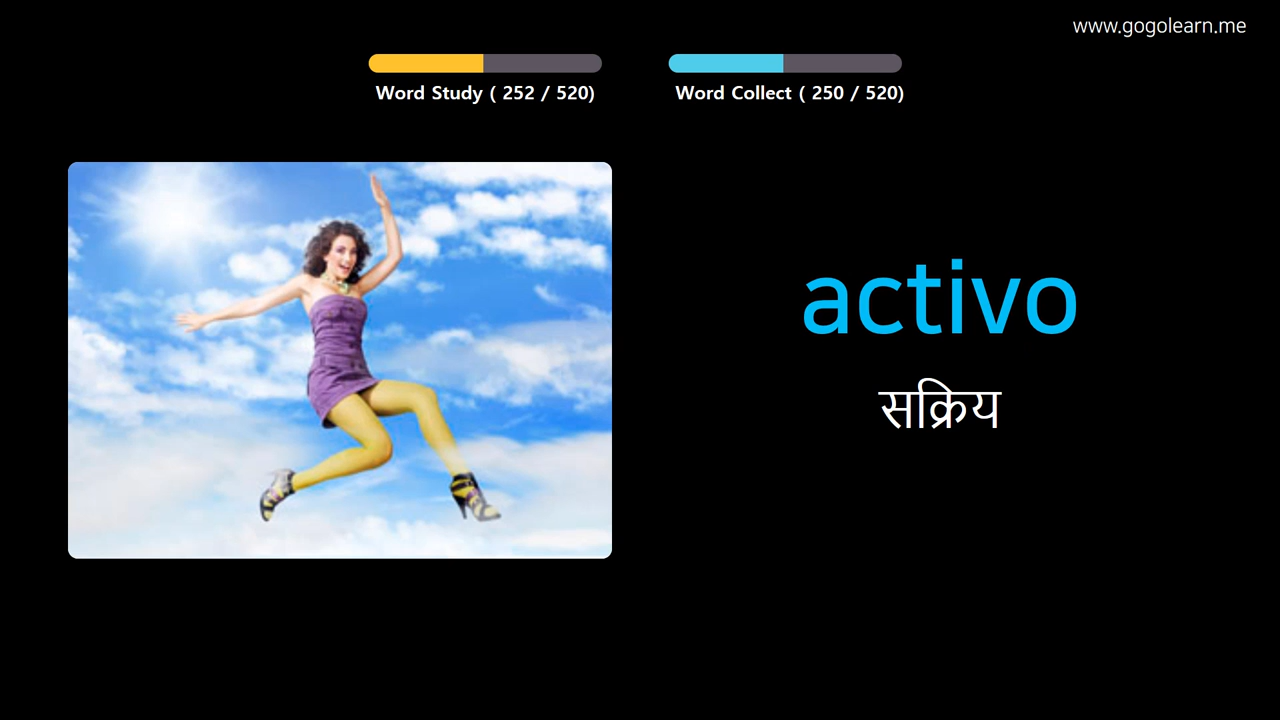 www.gogolearn.me
Word Study ( 252 / 520)
Word Collect ( 250 / 520)
activo
सक्रिय